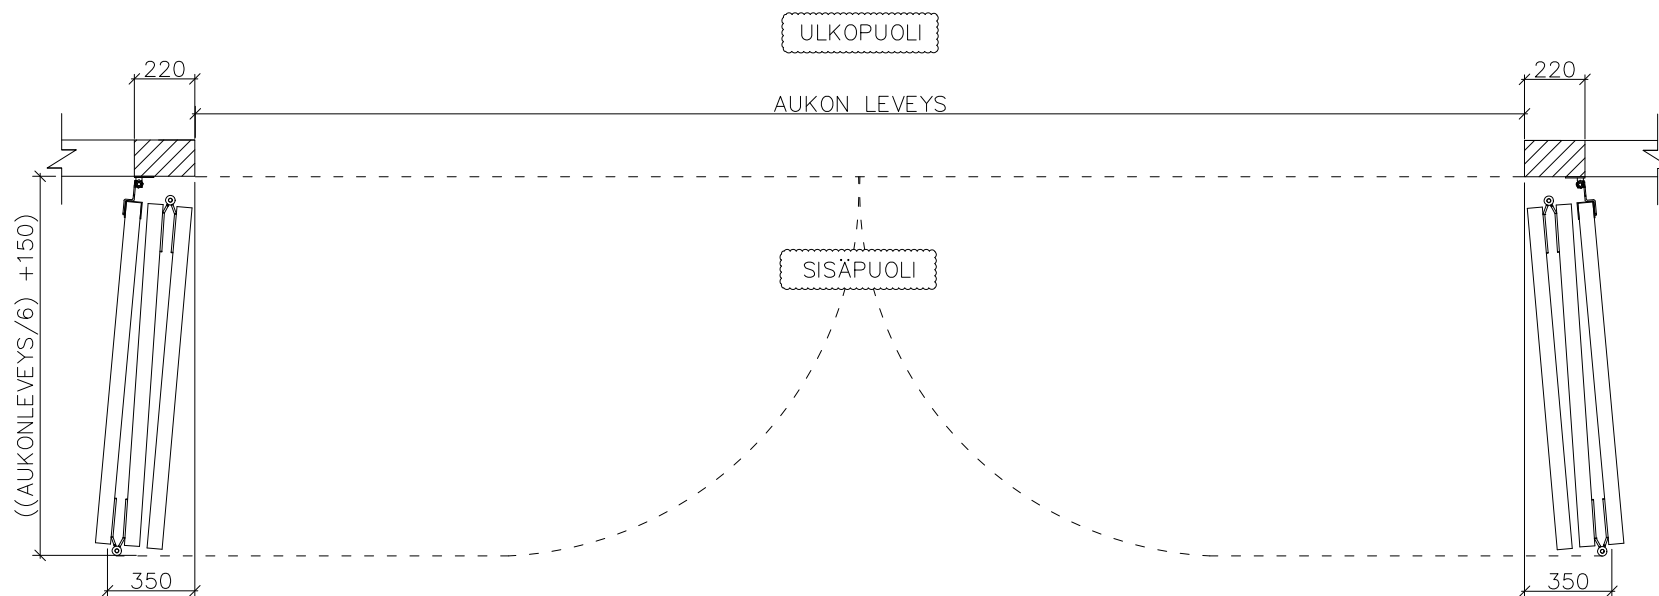 ULKOPUOLI
220
220
AUKON LEVEYS
((AUKONLEVEYS/6) +150)
SISÄPUOLI
350
350